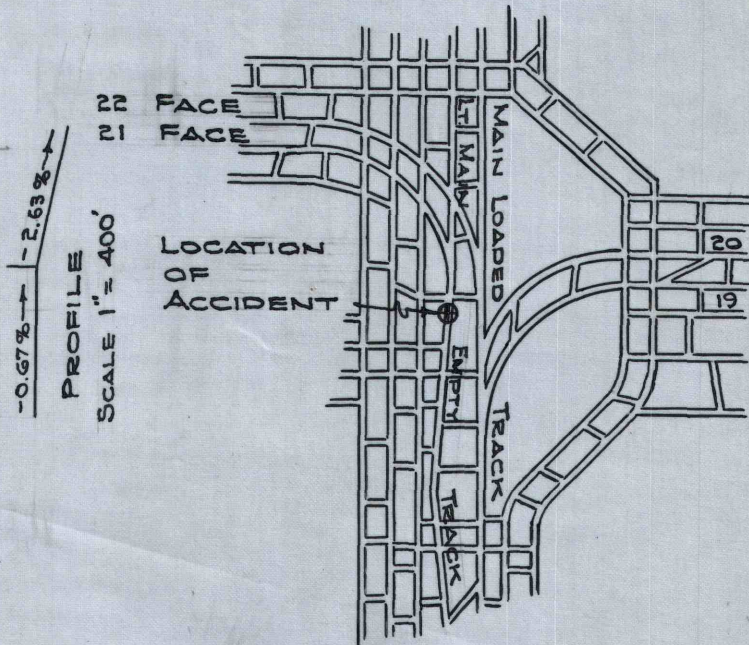 22 FACE
21 FACE
LOCATION
OF
ACCIDENT
-0.67%
-2.63%
PROFILE
SCALE 1"=400'
LT. MAIN
MAIN LOADED TRACK
EMPTY TRACK
20
19